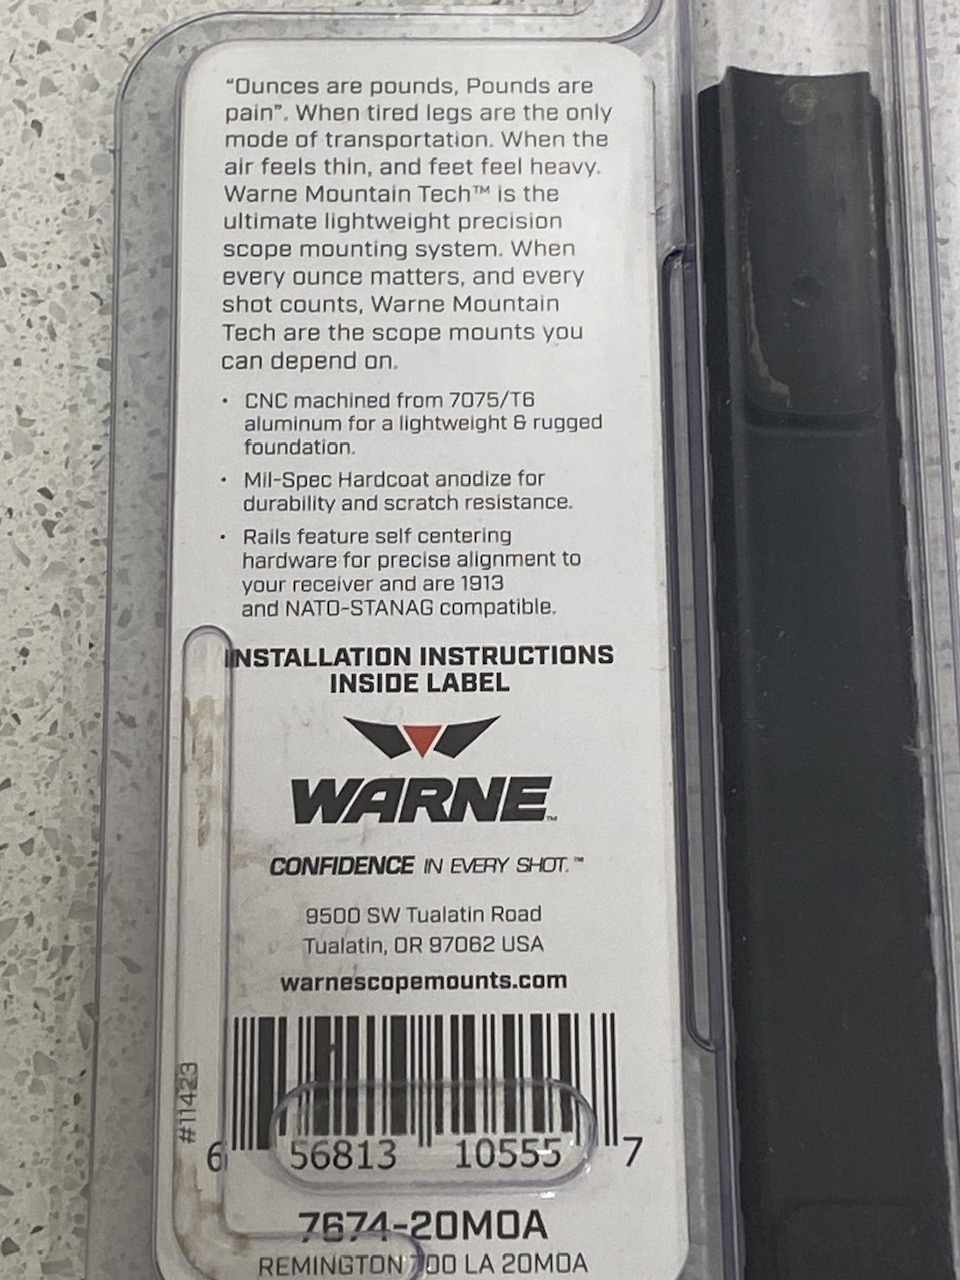 “Ounces are pounds, Pounds are
pain”. When tired legs are the only
mode of transportation. When the
air feels thin, and feet feel heavy.
Warne Mountain Tech™ is the
ultimate lightweight precision
scope mounting system. When
every ounce matters, and every
shot counts, Warne Mountain
Tech are the scope mounts you
can depend on.
• CNC machined from 7075/T6
aluminum for a lightweight & rugged
foundation.
• Mil-Spec Hardcoat anodize for
durability and scratch resistance.
• Rails feature self centering
hardware for precise alignment to
your receiver and are 1913
and NATO-STANAG compatible.
INSTALLATION INSTRUCTIONS
INSIDE LABEL
WARNE™
CONFIDENCE IN EVERY SHOT.™
9500 SW Tualatin Road
Tualatin, OR 97062 USA
warnescopemounts.com
#11423
6 56813 10555 7
7674-20MOA
REMINGTON 700 LA 20MOA